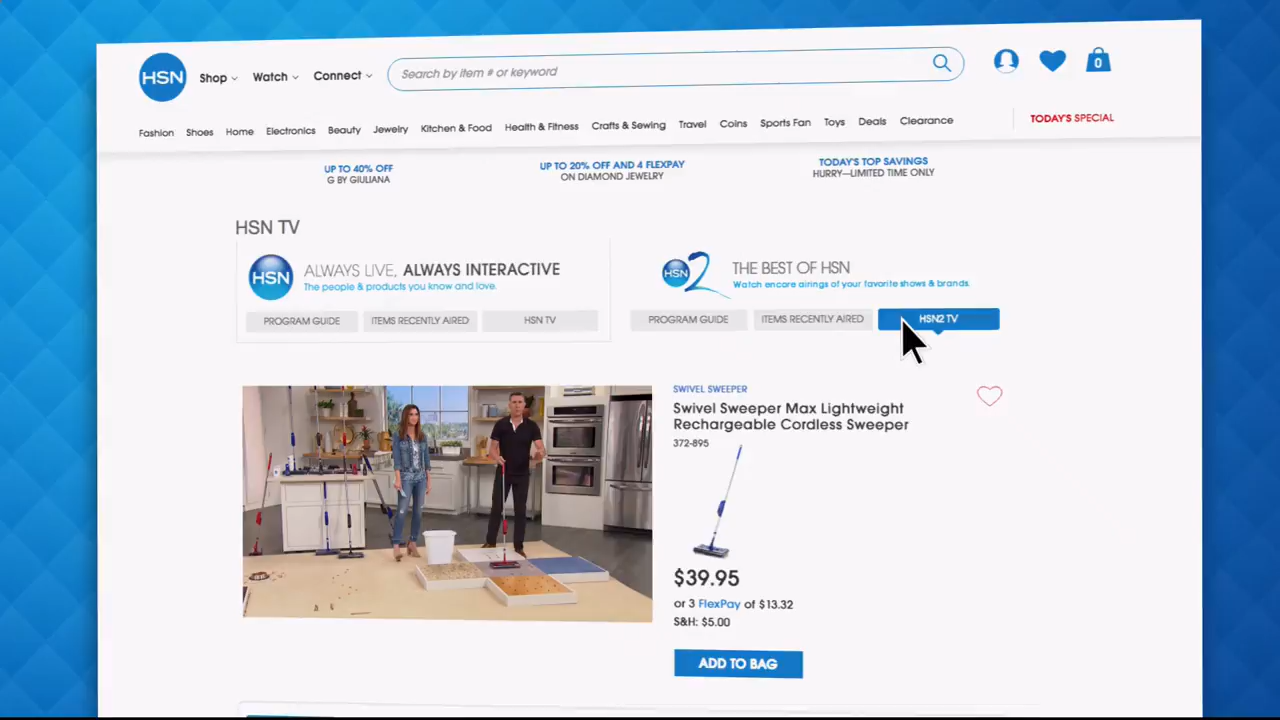 HSN
Shop
Watch
Connect
Search by item # or keyword
0
Fashion
Shoes
Home
Electronics
Beauty
Jewelry
Kitchen & Food
Health & Fitness
Crafts & Sewing
Travel
Coins
Sports Fan
Toys
Deals
Clearance
TODAY'S SPECIAL
UP TO 40% OFF
G BY GIULIANA
UP TO 20% OFF AND 4 FLEXPAY
ON DIAMOND JEWELRY
TODAY'S TOP SAVINGS
HURRY—LIMITED TIME ONLY
HSN TV
HSN
ALWAYS LIVE, ALWAYS INTERACTIVE
The people & products you know and love.
PROGRAM GUIDE
ITEMS RECENTLY AIRED
HSN TV
HSN2
THE BEST OF HSN
Watch encore airings of your favorite shows & brands.
PROGRAM GUIDE
ITEMS RECENTLY AIRED
HSN2 TV
SWIVEL SWEEPER
Swivel Sweeper Max Lightweight
Rechargeable Cordless Sweeper
372-895
$39.95
or 3 FlexPay of $13.32
S&H: $5.00
ADD TO BAG